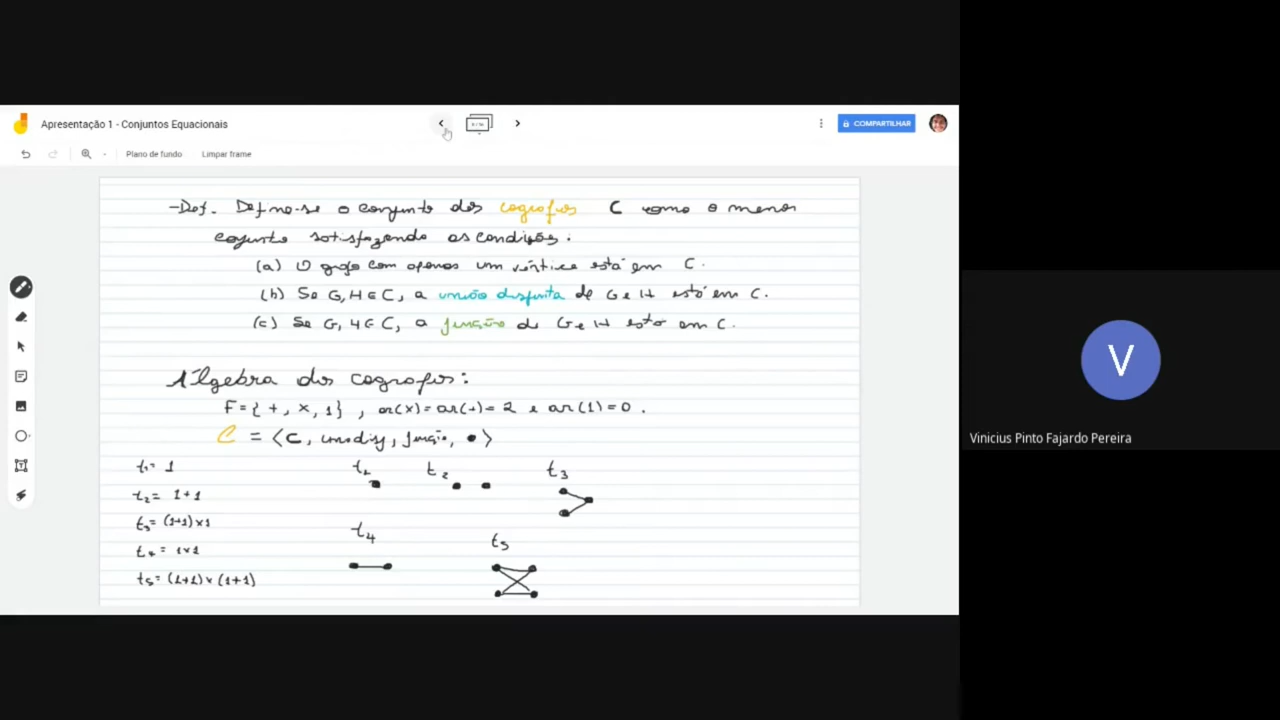 Apresentação 1 - Conjuntos Equacionais
COMPARTILHAR
Plano de fundo
Limpar frame
-Def. Define-se o conjunto dos cografos C como o menor
conjunto satisfazendo as condições.
(a) O grafo com apenas um vértice está em C.
(b) Se G, H ∈ C, a união disjunta de G e H está em C.
(c) Se G, H ∈ C, a junção de G e H está em C.
Álgebra dos cografos:
F = { +, ×, 1 } , ar(×) = ar(+) = 2 e ar(1) = 0 .
C = ⟨ C, uniodisj, junção, • ⟩
t₁ = 1
t₂ = 1+1
t₃ = (1+1)×1
t₄ = 1×1
t₅ = (1+1)×(1+1)
t₁
t₂
t₃
t₄
t₅
V
Vinicius Pinto Fajardo Pereira